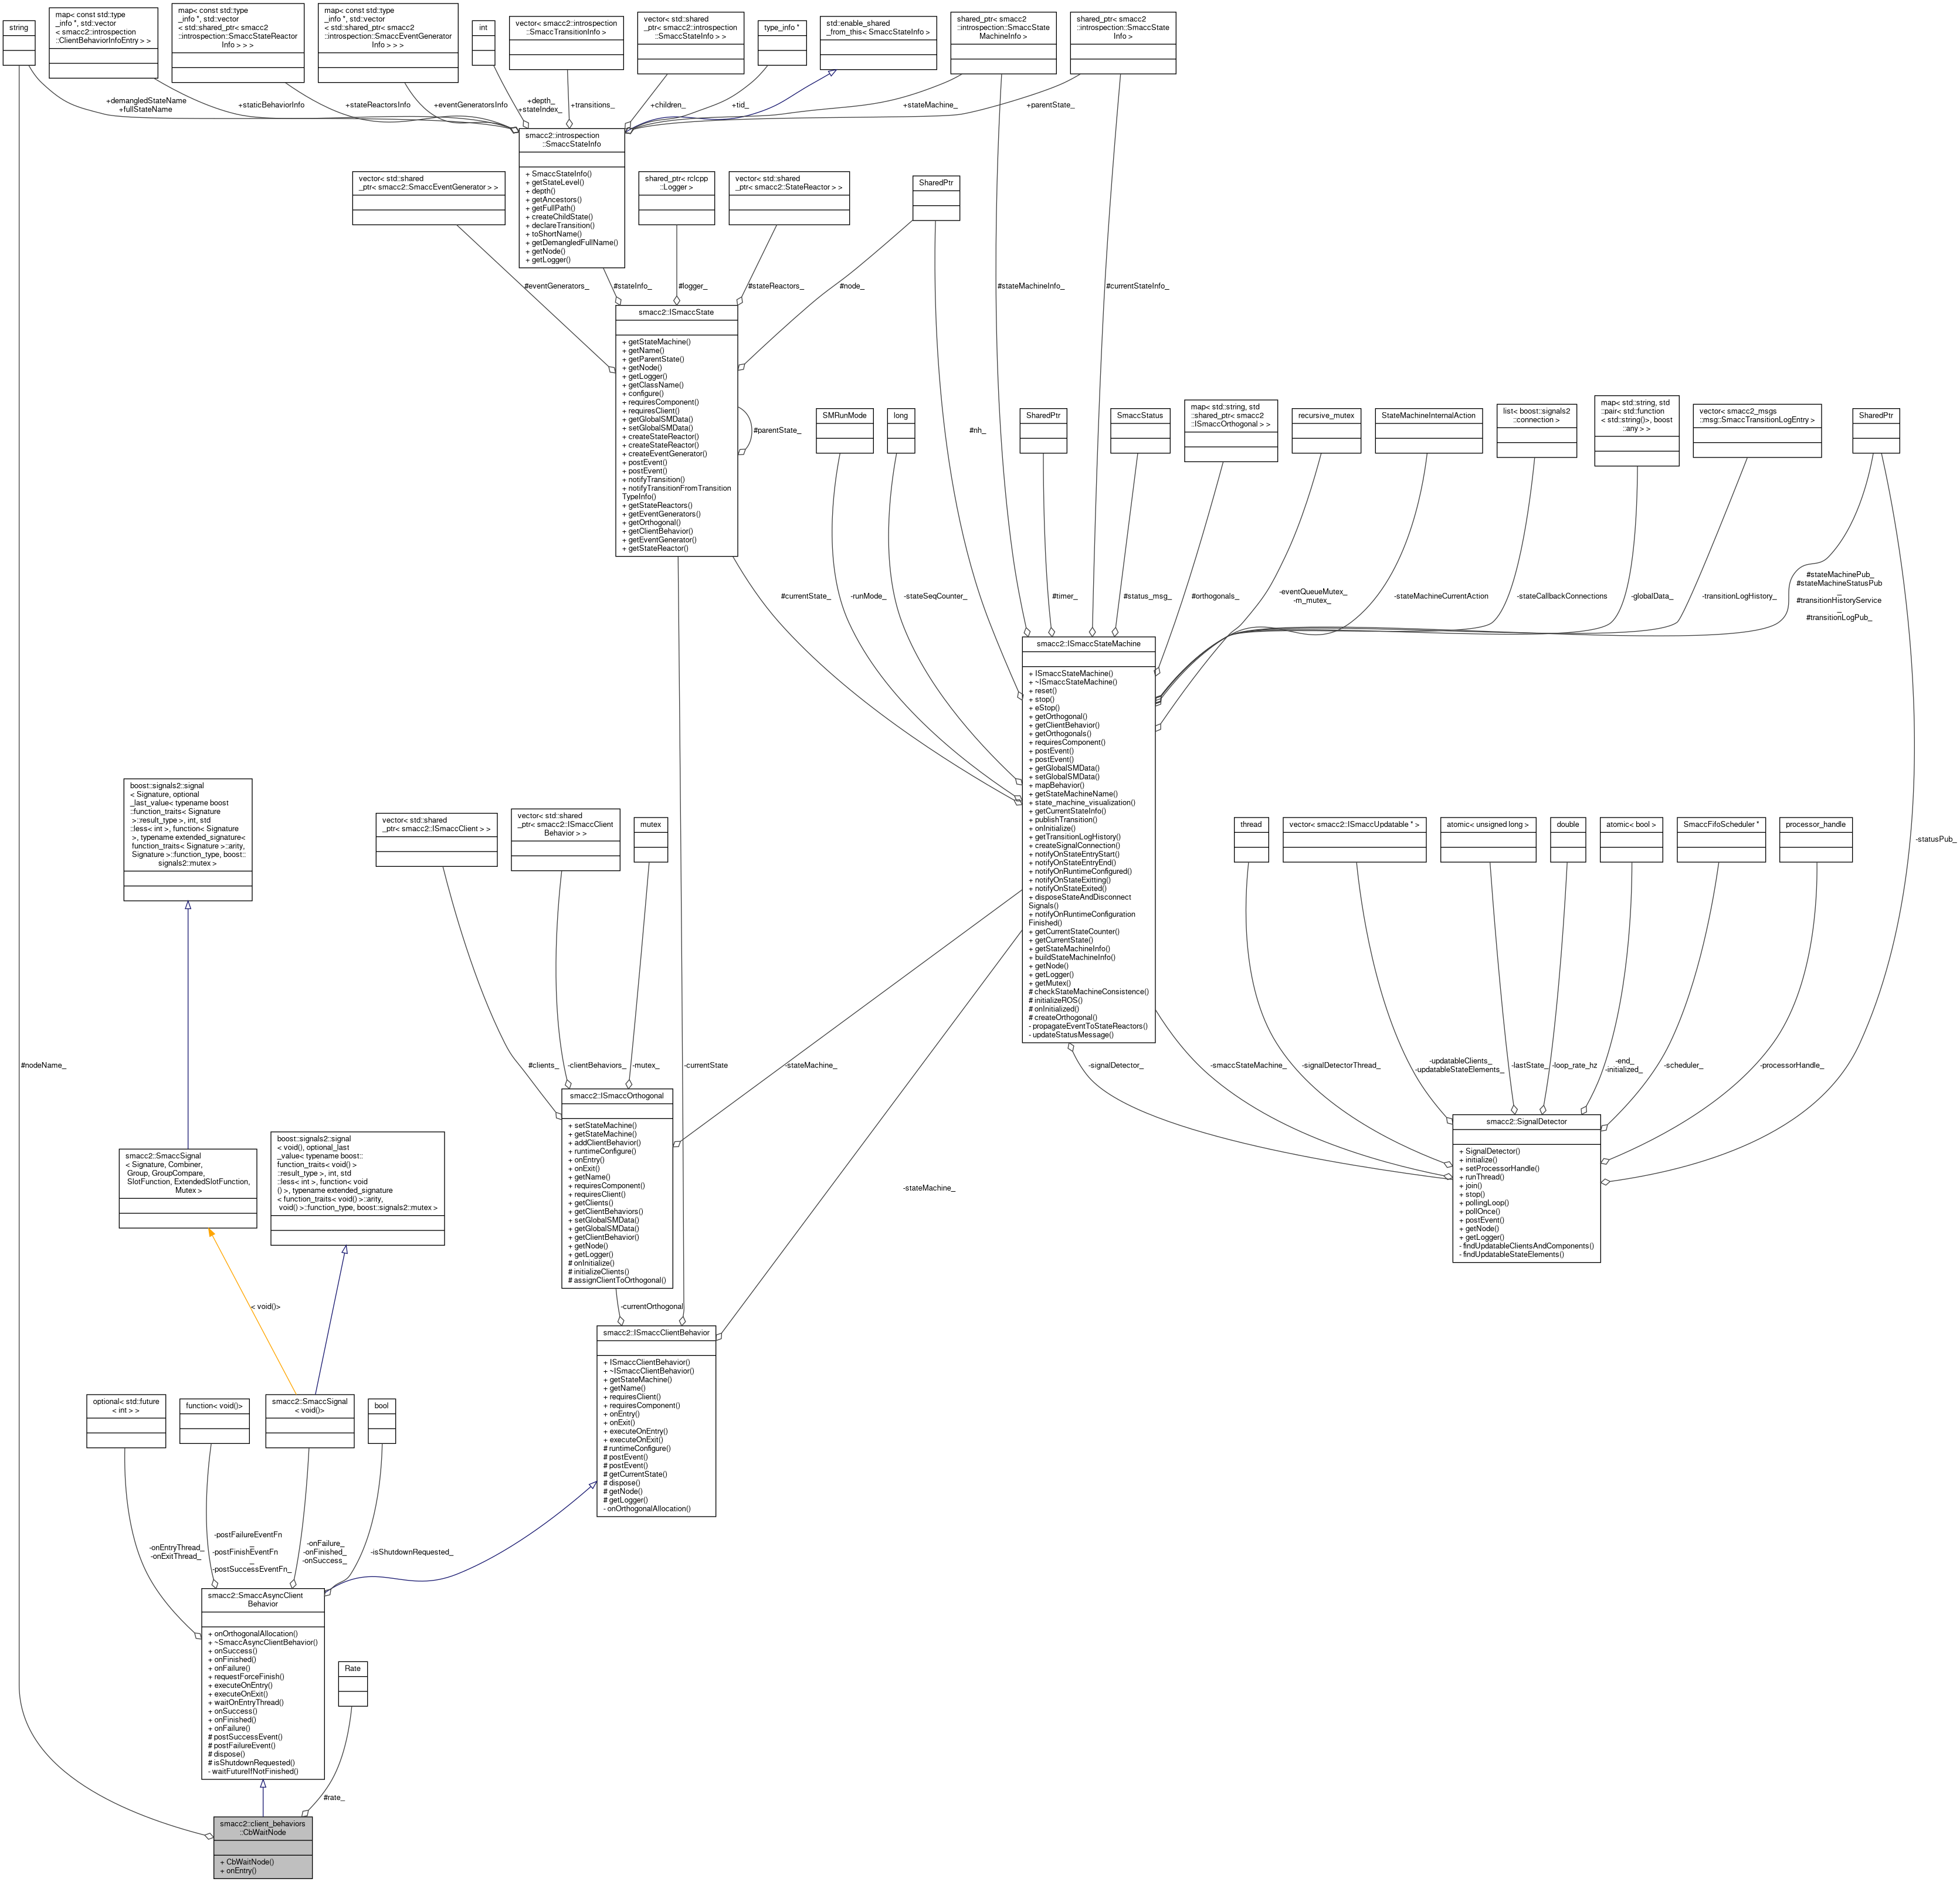 string
map< const std::type
_info *, std::vector
< smacc2::introspection
::ClientBehaviorInfoEntry > >
map< const std::type
_info *, std::vector
< std::shared_ptr< smacc2
::introspection::SmaccStateReactor
Info > > >
map< const std::type
_info *, std::vector
< std::shared_ptr< smacc2
::introspection::SmaccEventGenerator
Info > > >
int
vector< smacc2::introspection
::SmaccTransitionInfo >
vector< std::shared
_ptr< smacc2::introspection
::SmaccStateInfo > >
type_info *
std::enable_shared
_from_this< SmaccStateInfo >
shared_ptr< smacc2
::introspection::SmaccState
MachineInfo >
shared_ptr< smacc2
::introspection::SmaccState
Info >
+demangledStateName
+fullStateName
+staticBehaviorInfo
+stateReactorsInfo
+eventGeneratorsInfo
+depth_
+stateIndex_
+transitions_
+children_
+tid_
+stateMachine_
+parentState_
smacc2::introspection
::SmaccStateInfo
+ SmaccStateInfo()
+ getStateLevel()
+ depth()
+ getAncestors()
+ getFullPath()
+ createChildState()
+ declareTransition()
+ toShortName()
+ getDemangledFullName()
+ getNode()
+ getLogger()
vector< std::shared
_ptr< smacc2::SmaccEventGenerator > >
shared_ptr< rclcpp
::Logger >
vector< std::shared
_ptr< smacc2::StateReactor > >
SharedPtr
#eventGenerators_
#stateInfo_
#logger_
#stateReactors_
#node_
#stateMachineInfo_
#currentStateInfo_
smacc2::ISmaccState
+ getStateMachine()
+ getName()
+ getParentState()
+ getNode()
+ getLogger()
+ getClassName()
+ configure()
+ requiresComponent()
+ requiresClient()
+ getGlobalSMData()
+ setGlobalSMData()
+ createStateReactor()
+ createStateReactor()
+ createEventGenerator()
+ postEvent()
+ postEvent()
+ notifyTransition()
+ notifyTransitionFromTransition
TypeInfo()
+ getStateReactors()
+ getEventGenerators()
+ getOrthogonal()
+ getClientBehavior()
+ getEventGenerator()
+ getStateReactor()
#parentState_
#nh_
SMRunMode
long
SharedPtr
SmaccStatus
map< std::string, std
::shared_ptr< smacc2
::ISmaccOrthogonal > >
recursive_mutex
StateMachineInternalAction
list< boost::signals2
::connection >
map< std::string, std
::pair< std::function
< std::string()>, boost
::any > >
vector< smacc2_msgs
::msg::SmaccTransitionLogEntry >
SharedPtr
#currentState_
-runMode_
-stateSeqCounter_
#timer_
#status_msg_
#orthogonals_
-eventQueueMutex_
-m_mutex_
-stateMachineCurrentAction
-stateCallbackConnections
-globalData_
-transitionLogHistory_
#stateMachinePub_
#stateMachineStatusPub
_
#transitionHistoryService
_
#transitionLogPub_
smacc2::ISmaccStateMachine
+ ISmaccStateMachine()
+ ~ISmaccStateMachine()
+ reset()
+ stop()
+ eStop()
+ getOrthogonal()
+ getClientBehavior()
+ getOrthogonals()
+ requiresComponent()
+ postEvent()
+ postEvent()
+ getGlobalSMData()
+ setGlobalSMData()
+ mapBehavior()
+ getStateMachineName()
+ state_machine_visualization()
+ getCurrentStateInfo()
+ publishTransition()
+ onInitialize()
+ getTransitionLogHistory()
+ createSignalConnection()
+ notifyOnStateEntryStart()
+ notifyOnStateEntryEnd()
+ notifyOnRuntimeConfigured()
+ notifyOnStateExitting()
+ notifyOnStateExited()
+ disposeStateAndDisconnect
Signals()
+ notifyOnRuntimeConfiguration
Finished()
+ getCurrentStateCounter()
+ getCurrentState()
+ getStateMachineInfo()
+ buildStateMachineInfo()
+ getNode()
+ getLogger()
+ getMutex()
# checkStateMachineConsistence()
# initializeROS()
# onInitialized()
# createOrthogonal()
- propagateEventToStateReactors()
- updateStatusMessage()
boost::signals2::signal
< Signature, optional
_last_value< typename boost
::function_traits< Signature
>::result_type >, int, std
::less< int >, function< Signature
>, typename extended_signature<
function_traits< Signature >::arity,
Signature >::function_type, boost::
signals2::mutex >
vector< std::shared
_ptr< smacc2::ISmaccClient > >
vector< std::shared
_ptr< smacc2::ISmaccClient
Behavior > >
mutex
thread
vector< smacc2::ISmaccUpdatable * >
atomic< unsigned long >
double
atomic< bool >
SmaccFifoScheduler *
processor_handle
-statusPub_
#nodeName_
#clients_
-clientBehaviors_
-mutex_
-currentState
-stateMachine_
-signalDetector_
-smaccStateMachine_
-signalDetectorThread_
-updatableClients_
-updatableStateElements_
-lastState_
-loop_rate_hz
-end_
-initialized_
-scheduler_
-processorHandle_
smacc2::ISmaccOrthogonal
+ setStateMachine()
+ getStateMachine()
+ addClientBehavior()
+ runtimeConfigure()
+ onEntry()
+ onExit()
+ getName()
+ requiresComponent()
+ requiresClient()
+ getClients()
+ getClientBehaviors()
+ setGlobalSMData()
+ getGlobalSMData()
+ getClientBehavior()
+ getNode()
+ getLogger()
# onInitialize()
# initializeClients()
# assignClientToOrthogonal()
smacc2::SignalDetector
+ SignalDetector()
+ initialize()
+ setProcessorHandle()
+ runThread()
+ join()
+ stop()
+ pollingLoop()
+ pollOnce()
+ postEvent()
+ getNode()
+ getLogger()
- findUpdatableClientsAndComponents()
- findUpdatableStateElements()
smacc2::SmaccSignal
< Signature, Combiner,
Group, GroupCompare,
SlotFunction, ExtendedSlotFunction,
Mutex >
boost::signals2::signal
< void(), optional_last
_value< typename boost::
function_traits< void() >
::result_type >, int, std
::less< int >, function< void
() >, typename extended_signature
< function_traits< void() >::arity,
void() >::function_type, boost::signals2::mutex >
-stateMachine_
< void()>
-currentOrthogonal
smacc2::ISmaccClientBehavior
+ ISmaccClientBehavior()
+ ~ISmaccClientBehavior()
+ getStateMachine()
+ getName()
+ requiresClient()
+ requiresComponent()
+ onEntry()
+ onExit()
+ executeOnEntry()
+ executeOnExit()
# runtimeConfigure()
# postEvent()
# postEvent()
# getCurrentState()
# dispose()
# getNode()
# getLogger()
- onOrthogonalAllocation()
optional< std::future
< int > >
function< void()>
smacc2::SmaccSignal
< void()>
bool
-onEntryThread_
-onExitThread_
-postFailureEventFn
_
-postFinishEventFn
_
-postSuccessEventFn_
-onFailure_
-onFinished_
-onSuccess_
-isShutdownRequested_
smacc2::SmaccAsyncClient
Behavior
+ onOrthogonalAllocation()
+ ~SmaccAsyncClientBehavior()
+ onSuccess()
+ onFinished()
+ onFailure()
+ requestForceFinish()
+ executeOnEntry()
+ executeOnExit()
+ waitOnEntryThread()
+ onSuccess()
+ onFinished()
+ onFailure()
# postSuccessEvent()
# postFailureEvent()
# dispose()
# isShutdownRequested()
- waitFutureIfNotFinished()
Rate
#rate_
smacc2::client_behaviors
::CbWaitNode
+ CbWaitNode()
+ onEntry()